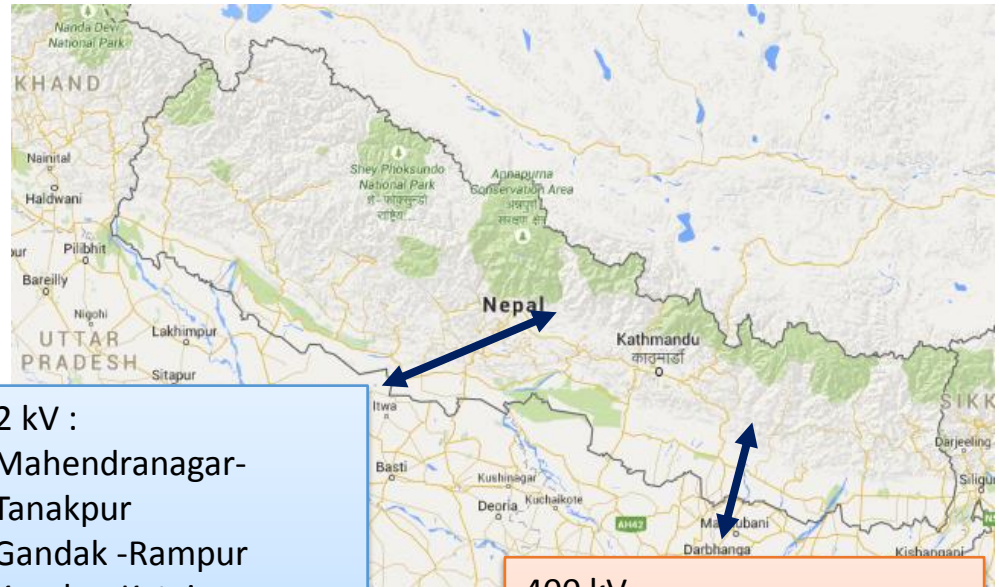 Nanda Devi
National Park
KHAND
Nainital
Haldwani
Pilibhit
Bareilly
Nigohi
UTTAR
PRADESH
Lakhimpur
Sitapur
Shey Phoksundo
National Park
Annapurna
Conservation Area
Nepal
Kathmandu
काठमाडौँ
SIKK
Darjeeling
Siligu
Itwa
Basti
Kushinagar
Deoria
Kuchaikote
AH42
Darbhanga
Kishanganj
2 kV :
Mahendranagar-
Tanakpur
Gandak -Rampur
400 kV